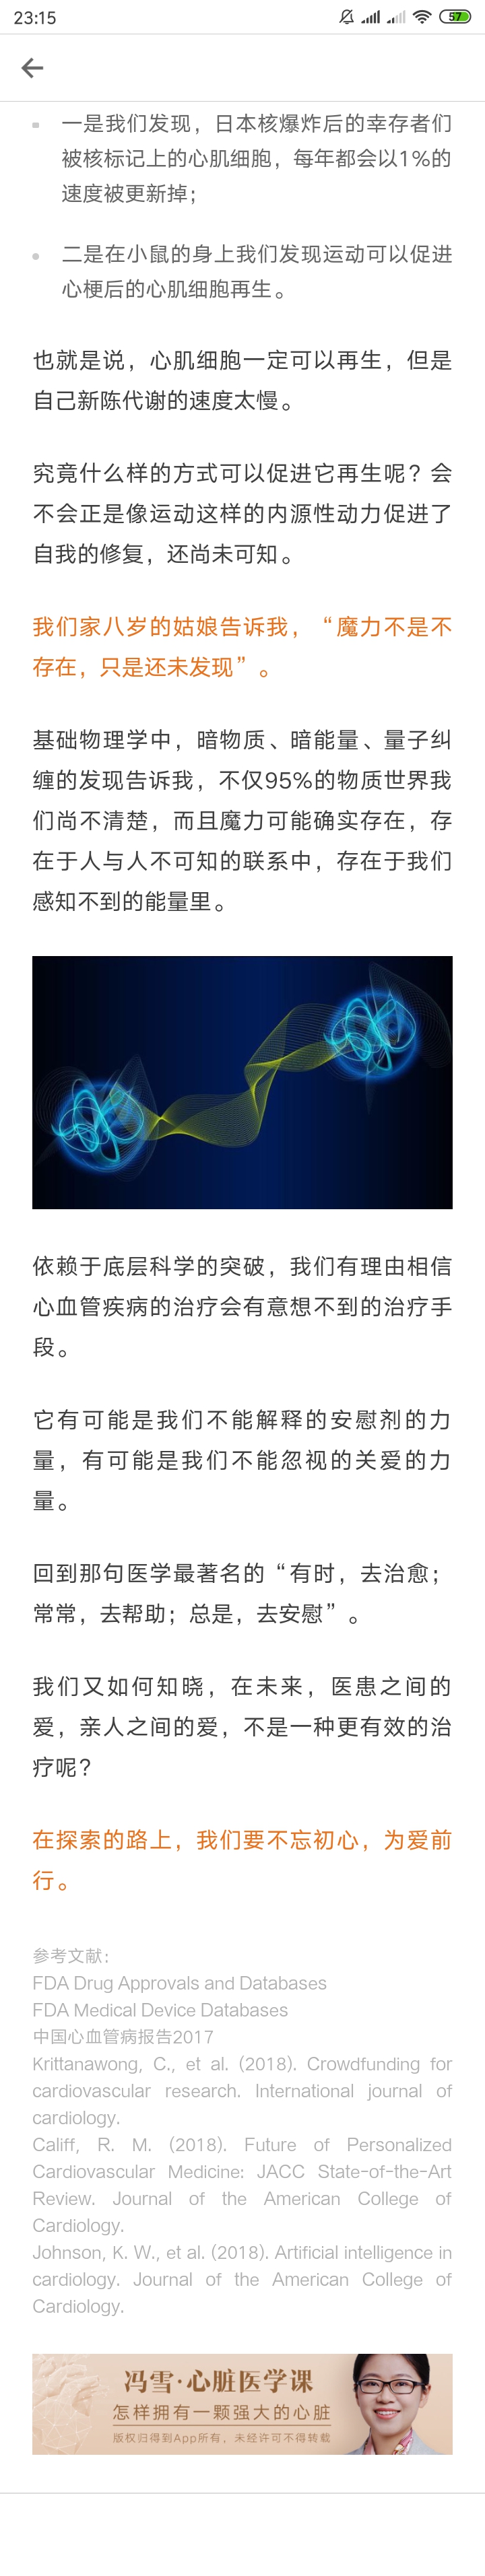 23:15
57
一是我们发现，日本核爆炸后的幸存者们
被核标记上的心肌细胞，每年都会以1%的
速度被更新掉；
二是在小鼠的身上我们发现运动可以促进
心梗后的心肌细胞再生。
也就是说，心肌细胞一定可以再生，但是
自己新陈代谢的速度太慢。
究竟什么样的方式可以促进它再生呢？会
不会正是像运动这样的内源性动力促进了
自我的修复，还尚未可知。
我们家八岁的姑娘告诉我，“魔力不是不
存在，只是还未发现”。
基础物理学中，暗物质、暗能量、量子纠
缠的发现告诉我，不仅95%的物质世界我
们尚不清楚，而且魔力可能确实存在，存
在于人与人不可知的联系中，存在于我们
感知不到的能量里。
依赖于底层科学的突破，我们有理由相信
心血管疾病的治疗会有意想不到的治疗手
段。
它有可能是我们不能解释的安慰剂的力
量，有可能是我们不能忽视的关爱的力
量。
回到那句医学最著名的“有时，去治愈；
常常，去帮助；总是，去安慰”。
我们又如何知晓，在未来，医患之间的
爱，亲人之间的爱，不是一种更有效的治
疗呢？
在探索的路上，我们要不忘初心，为爱前
行。
参考文献：
FDA Drug Approvals and Databases
FDA Medical Device Databases
中国心血管病报告2017
Krittanawong, C., et al. (2018). Crowdfunding for
cardiovascular research. International journal of
cardiology.
Califf, R. M. (2018). Future of Personalized
Cardiovascular Medicine: JACC State-of-the-Art
Review. Journal of the American College of
Cardiology.
Johnson, K. W., et al. (2018). Artificial intelligence in
cardiology. Journal of the American College of
Cardiology.
冯雪·心脏医学课
怎样拥有一颗强大的心脏
版权归得到App所有，未经许可不得转载